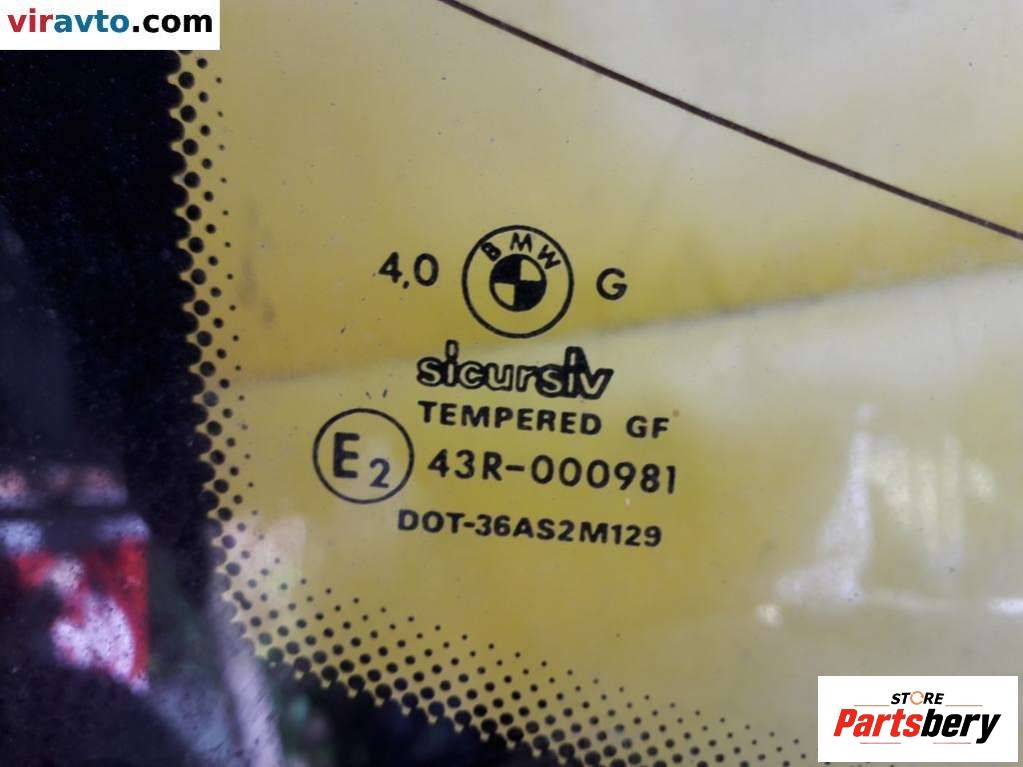 viravto.com
4,0 BMW G
sicursiv
TEMPERED GF
E2 43R-000981
DOT-36AS2M129
STORE
Partsbery